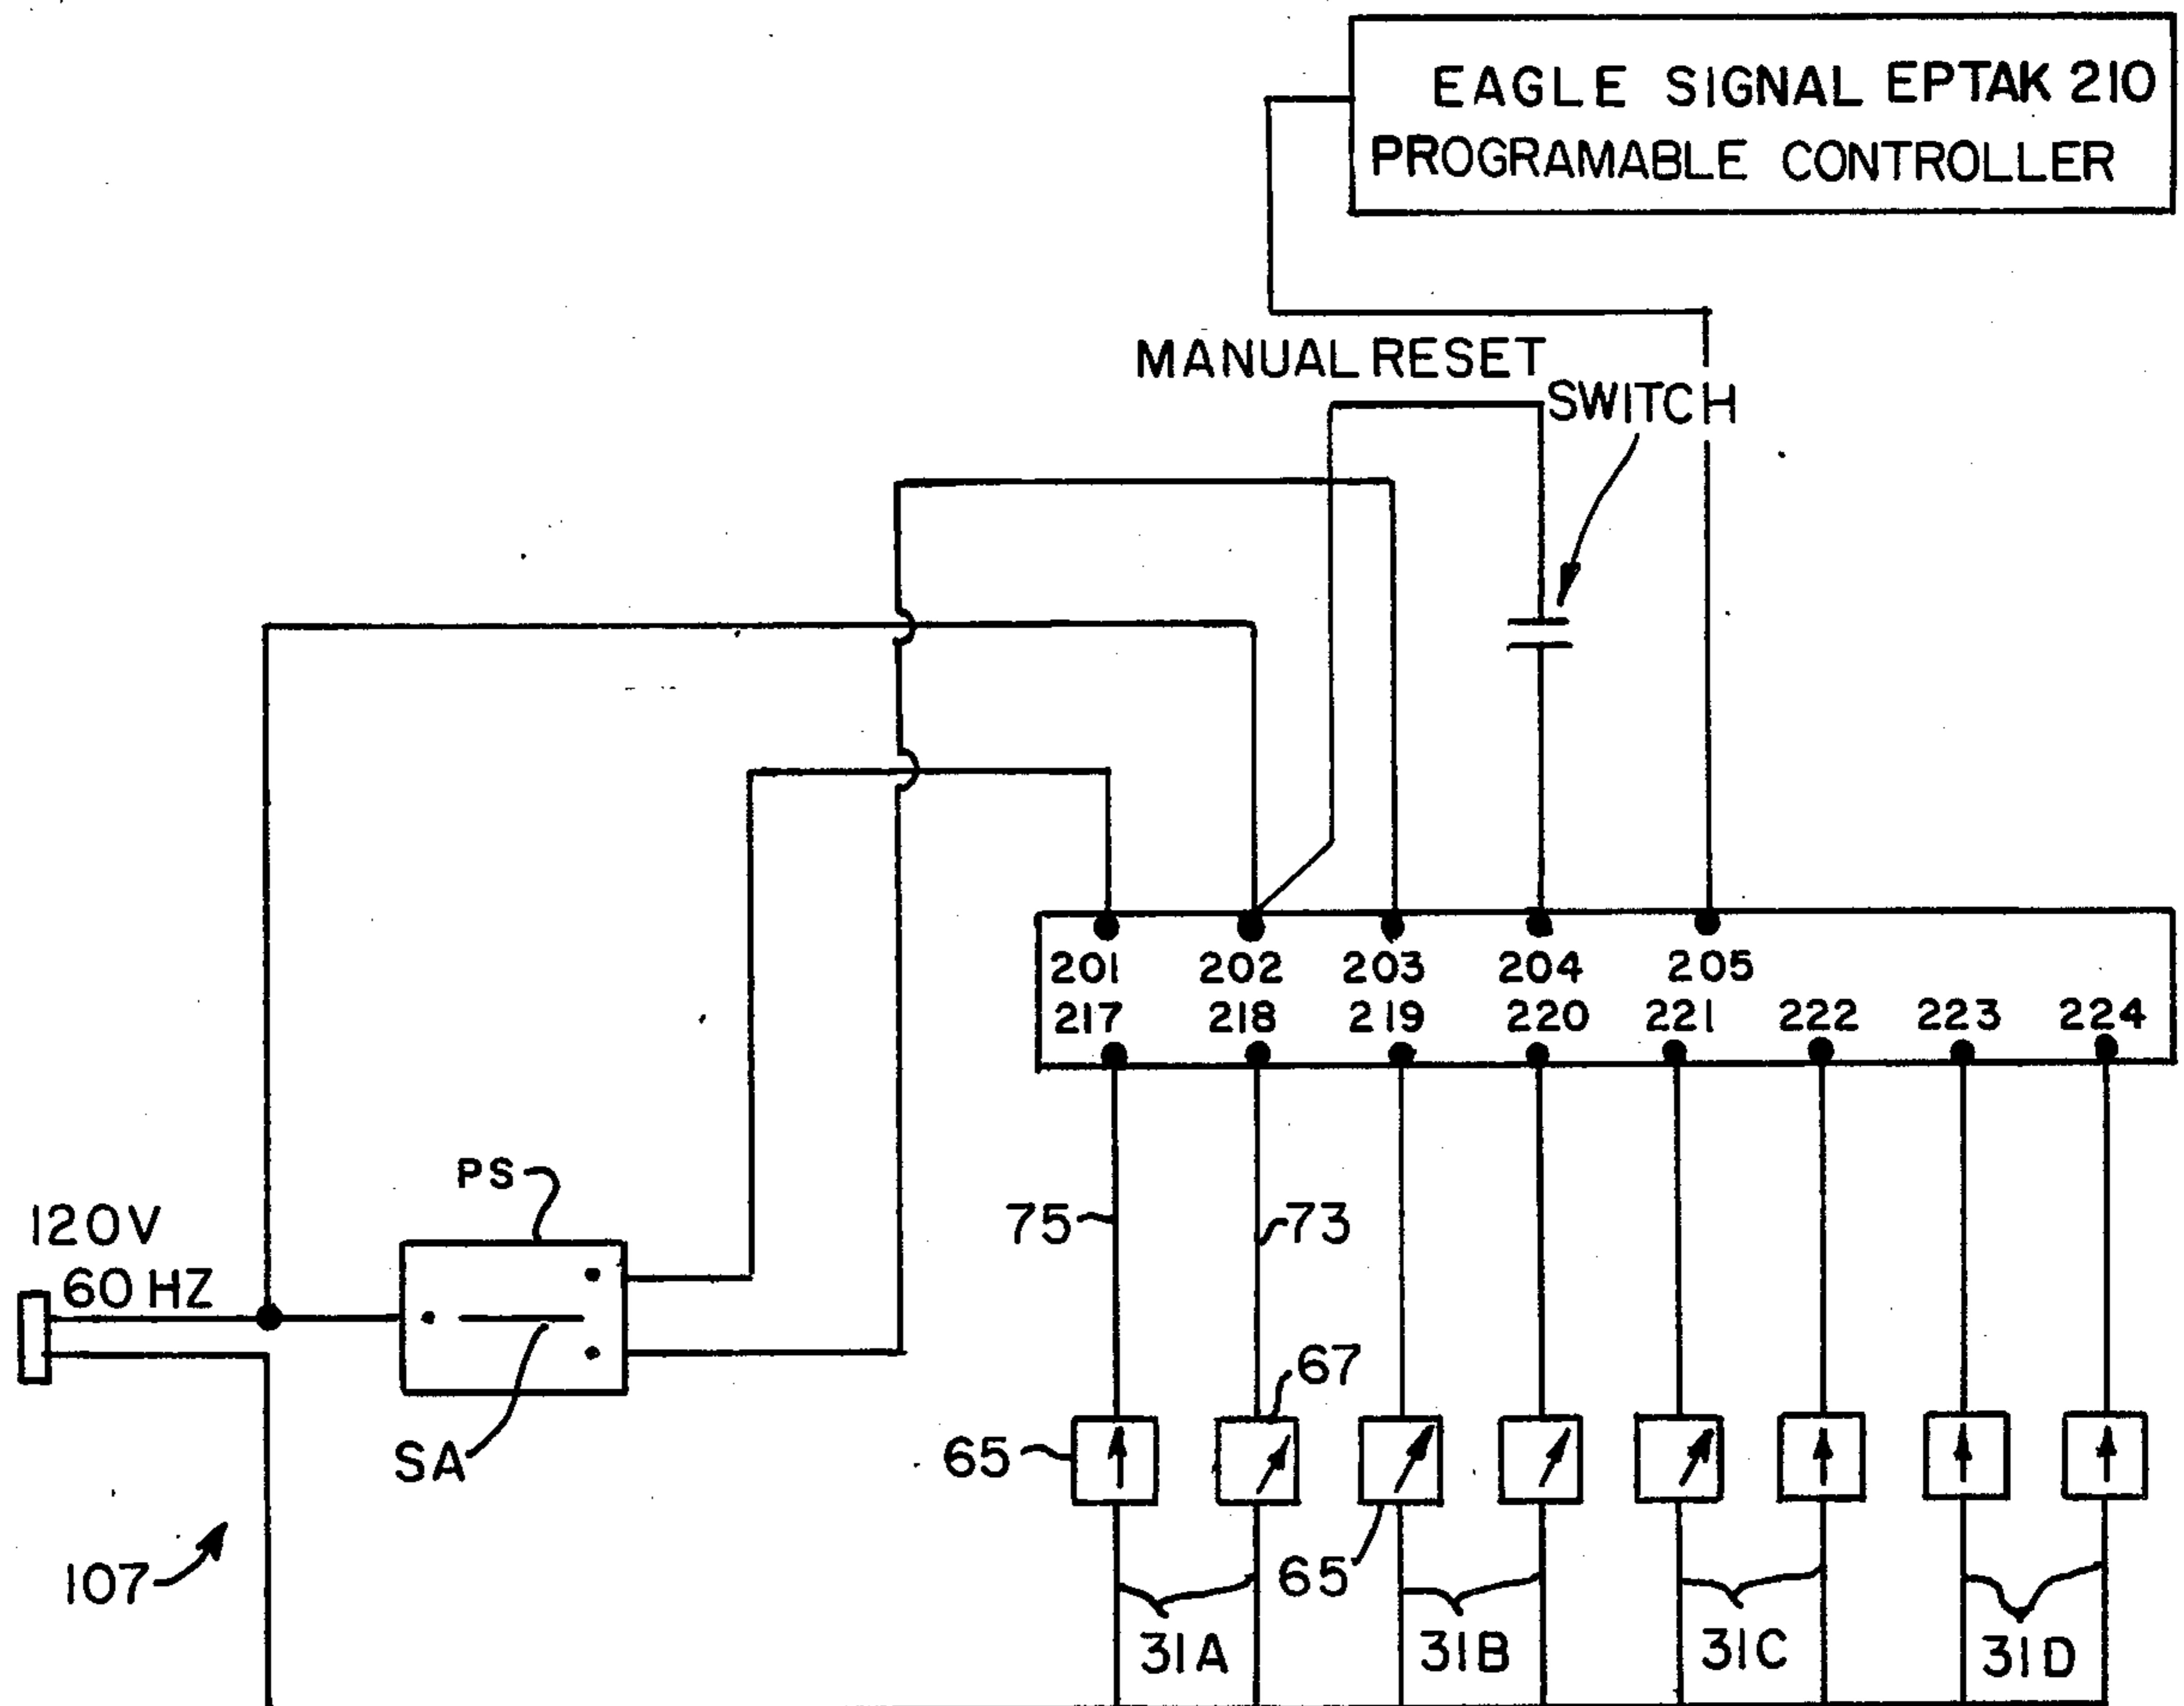 EAGLE SIGNAL EPTAK 210
PROGRAMABLE CONTROLLER
MANUAL RESET
SWITCH
201 202 203 204 205
217 218 219 220 221 222 223 224
PS
120V
60 HZ
75
73
67
SA
65
65
107
31A
31B
31C
31D